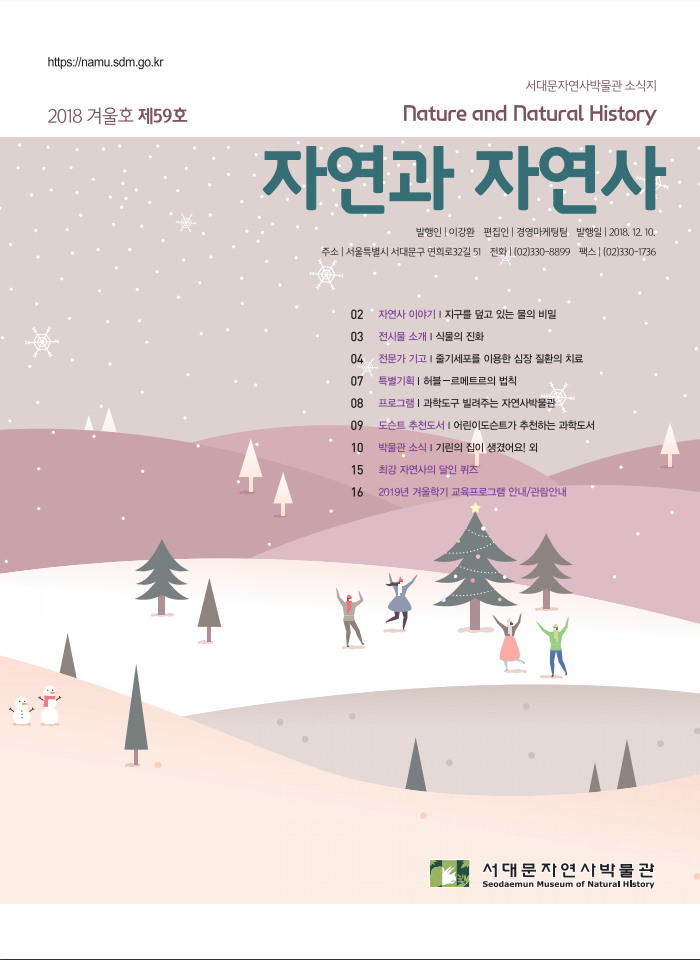 https://namu.sdm.go.kr
서대문자연사박물관 소식지
2018 겨울호 제59호
Nature and Natural History
자연과 자연사
발행인 | 이강환 편집인 | 경영마케팅팀 발행일 | 2018. 12. 10.
주소 | 서울특별시 서대문구 연희로32길 51 전화 | (02)330-8899 팩스 | (02)330-1736
02 자연사 이야기 I 지구를 덮고 있는 물의 비밀
03 전시물 소개 I 식물의 진화
04 전문가 기고 I 줄기세포를 이용한 심장 질환의 치료
07 특별기획 I 허블-르메트르의 법칙
08 프로그램 I 과학도구 빌려주는 자연사박물관
09 도슨트 추천도서 I 어린이도슨트가 추천하는 과학도서
10 박물관 소식 I 기린의 집이 생겼어요! 외
15 최강 자연사의 달인 퀴즈
16 2019년 겨울학기 교육프로그램 안내/관람안내
서대문자연사박물관
Seodaemun Museum of Natural History